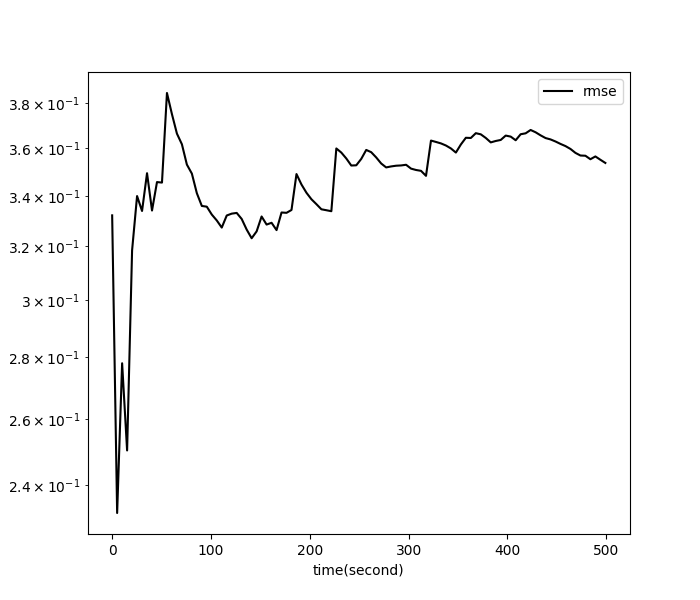 rmse
3.8 × 10⁻¹
3.6 × 10⁻¹
3.4 × 10⁻¹
3.2 × 10⁻¹
3 × 10⁻¹
2.8 × 10⁻¹
2.6 × 10⁻¹
2.4 × 10⁻¹
0 100 200 300 400 500
time(second)